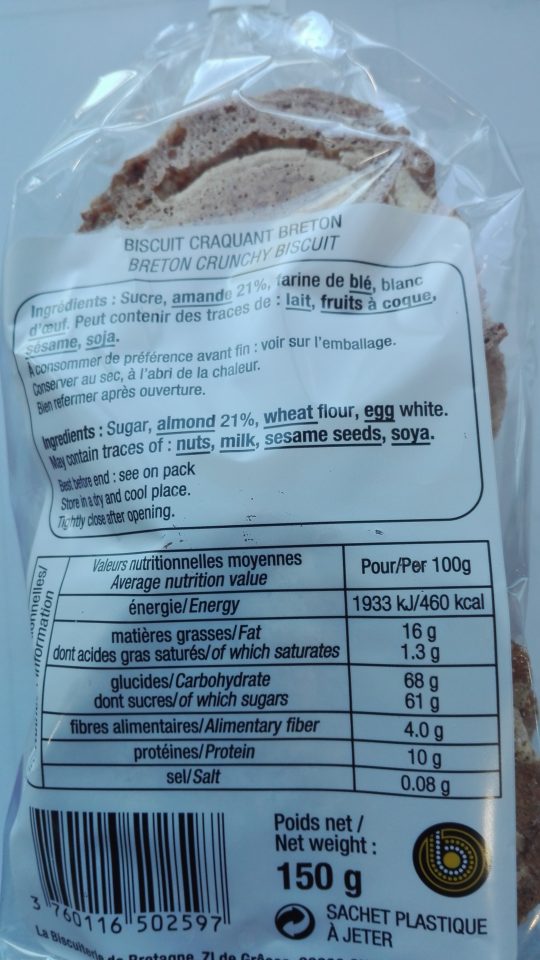 BISCUIT CRAQUANT BRETON
BRETON CRUNCHY BISCUIT
Ingrédients : Sucre, amande 21%, farine de blé, blanc
d'œuf. Peut contenir des traces de : lait, fruits à coque,
sésame, soja.
A consommer de préférence avant fin : voir sur l'emballage.
Conserver au sec, à l'abri de la chaleur.
Bien refermer après ouverture.
Ingredients : Sugar, almond 21%, wheat flour, egg white.
May contain traces of : nuts, milk, sesame seeds, soya.
Best before end : see on pack
Store in a dry and cool place.
Tightly close after opening.
information
Valeurs nutritionnelles moyennes
Average nutrition value
Pour/Per 100g
énergie/Energy 1933 kJ/460 kcal
matières grasses/Fat 16 g
dont acides gras saturés/of which saturates 1.3 g
glucides/Carbohydrate 68 g
dont sucres/of which sugars 61 g
fibres alimentaires/Alimentary fiber 4.0 g
protéines/Protein 10 g
sel/Salt 0.08 g
Poids net /
Net weight :
150 g
SACHET PLASTIQUE
À JETER
3 760116 502597
La Biscuiterie de Bretagne, ZI de